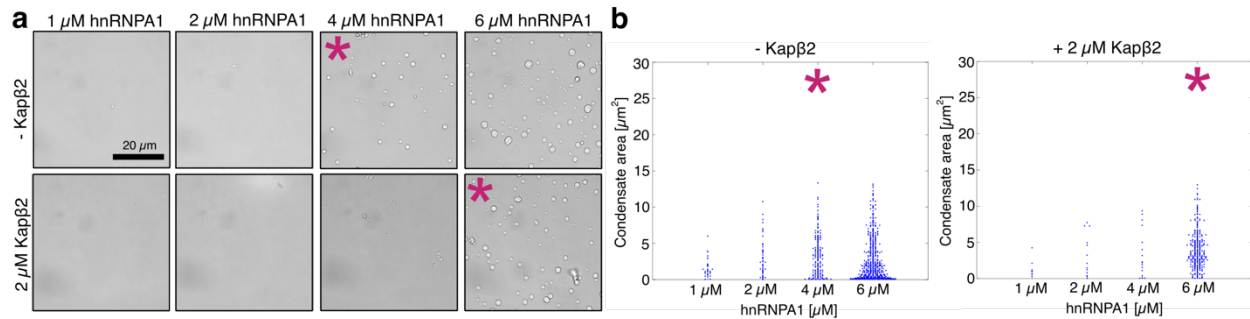 a
1 µM hnRNPA1 2 µM hnRNPA1 4 µM hnRNPA1 6 µM hnRNPA1
- Kapβ2
*
20 µm
2 µM Kapβ2
*
b
- Kapβ2
*
30
25
20
15
10
5
0
Condensate area [µm²]
1 µM 2 µM 4 µM 6 µM
hnRNPA1 [µM]
+ 2 µM Kapβ2
*
30
25
20
15
10
5
0
Condensate area [µm²]
1 µM 2 µM 4 µM 6 µM
hnRNPA1 [µM]